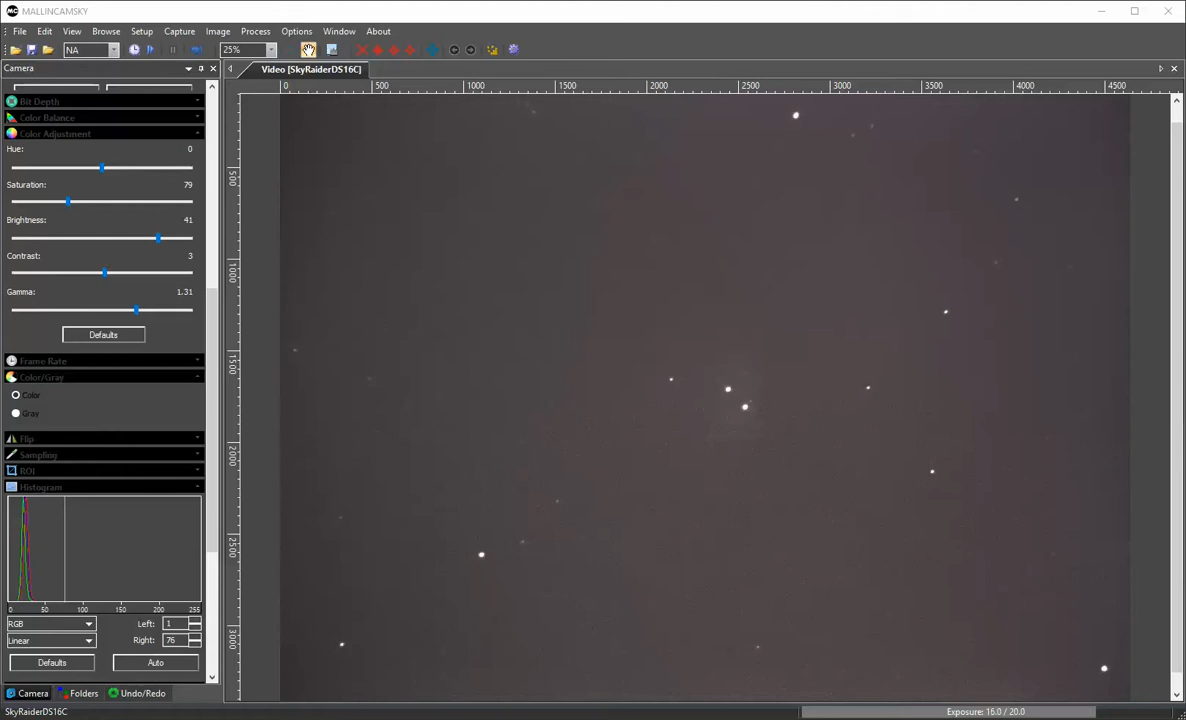 MALLINCAMSKY
File Edit View Browse Setup Capture Image Process Options Window About
NA 25%
Camera
Video [SkyRaiderDS16C]
0 500 1000 1500 2000 2500 3000 3500 4000 4500
Bit Depth
Color Balance
Color Adjustment
Hue: 0
Saturation: 79
Brightness: 41
Contrast: 3
Gamma: 1.31
Defaults
Frame Rate
Color/Gray
Color
Gray
Flip
Sampling
ROI
Histogram
0 50 100 150 200 255
RGB Left: 1
Linear Right: 76
Defaults Auto
500
1000
1500
2000
2500
3000
Camera Folders Undo/Redo
SkyRaiderDS16C Exposure: 16.0 / 20.0